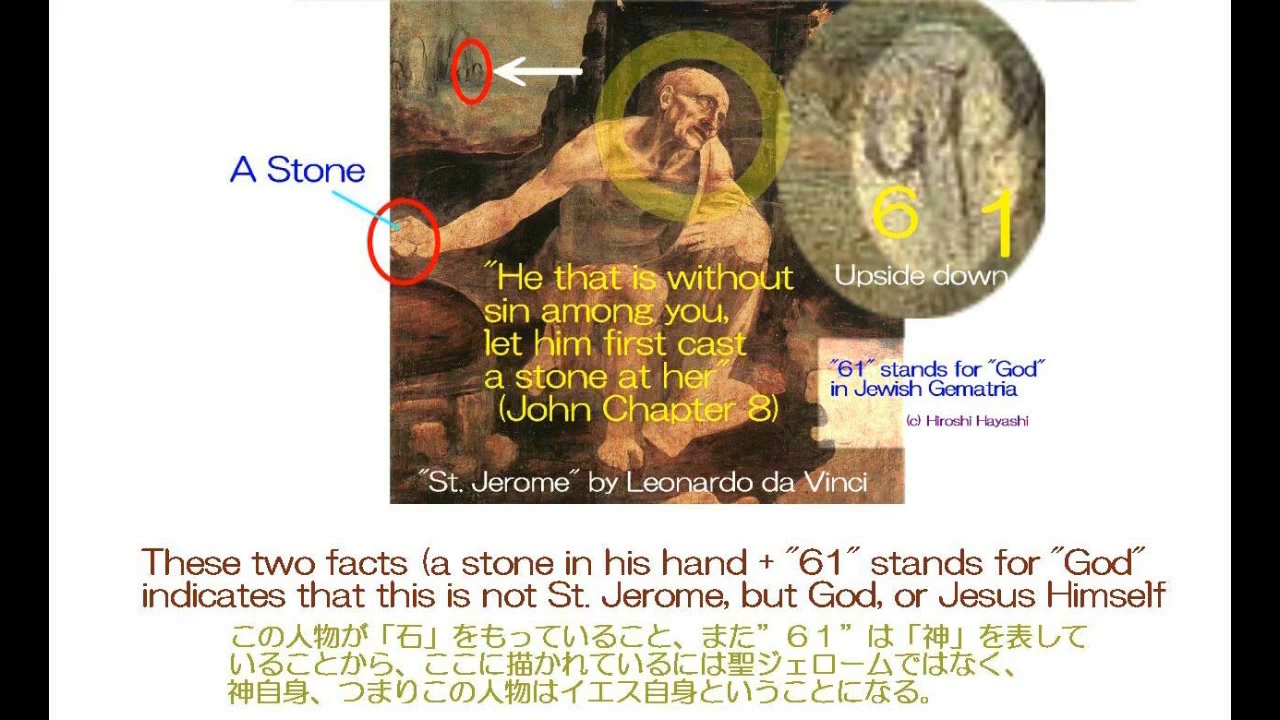 A Stone
6 1
Upside down
"He that is without
sin among you,
let him first cast
a stone at her"
(John Chapter 8)
"61" stands for "God"
in Jewish Gematria
(c) Hiroshi Hayashi
"St. Jerome" by Leonardo da Vinci
These two facts (a stone in his hand + "61" stands for "God"
indicates that this is not St. Jerome, but God, or Jesus Himself
この人物が「石」をもっていること、また”６１”は「神」を表して
いることから、ここに描かれているには聖ジェロームではなく、
神自身、つまりこの人物はイエス自身ということになる。